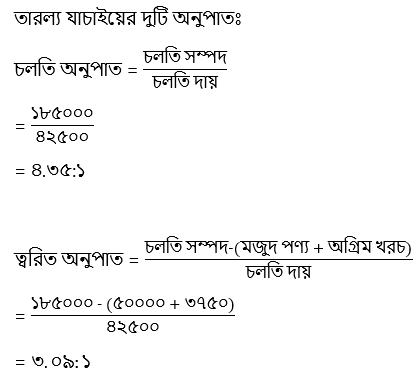 তারল্য যাচাইয়ের দুটি অনুপাতঃ
চলতি অনুপাত = চলতি সম্পদ / চলতি দায়
= ১৮৫০০০ / ৪২৫০০
= ৪.৩৫:১
ত্বরিত অনুপাত = চলতি সম্পদ-(মজুদ পণ্য + অগ্রিম খরচ) / চলতি দায়
= ১৮৫০০০ - (৫০০০০ + ৩৭৫০) / ৪২৫০০
= ৩.০৯:১